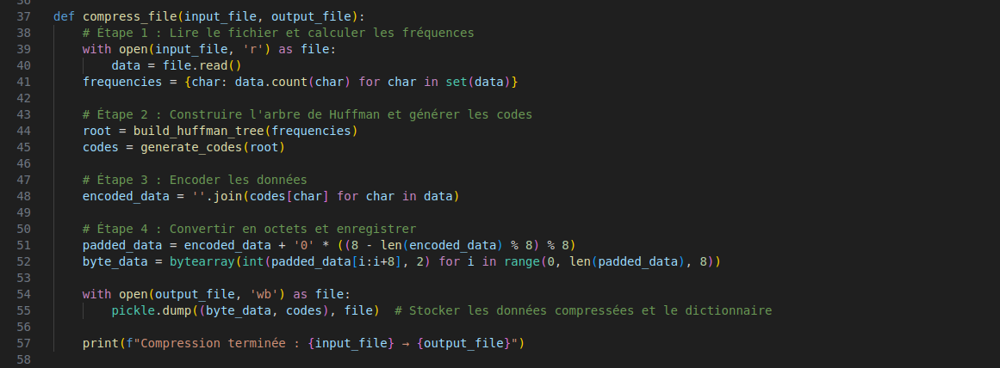 36
37 def compress_file(input_file, output_file):
38     # Étape 1 : Lire le fichier et calculer les fréquences
39     with open(input_file, 'r') as file:
40         data = file.read()
41     frequencies = {char: data.count(char) for char in set(data)}
42
43     # Étape 2 : Construire l'arbre de Huffman et générer les codes
44     root = build_huffman_tree(frequencies)
45     codes = generate_codes(root)
46
47     # Étape 3 : Encoder les données
48     encoded_data = ''.join(codes[char] for char in data)
49
50     # Étape 4 : Convertir en octets et enregistrer
51     padded_data = encoded_data + '0' * ((8 - len(encoded_data) % 8) % 8)
52     byte_data = bytearray(int(padded_data[i:i+8], 2) for i in range(0, len(padded_data), 8))
53
54     with open(output_file, 'wb') as file:
55         pickle.dump((byte_data, codes), file)  # Stocker les données compressées et le dictionnaire
56
57     print(f"Compression terminée : {input_file} → {output_file}")
58